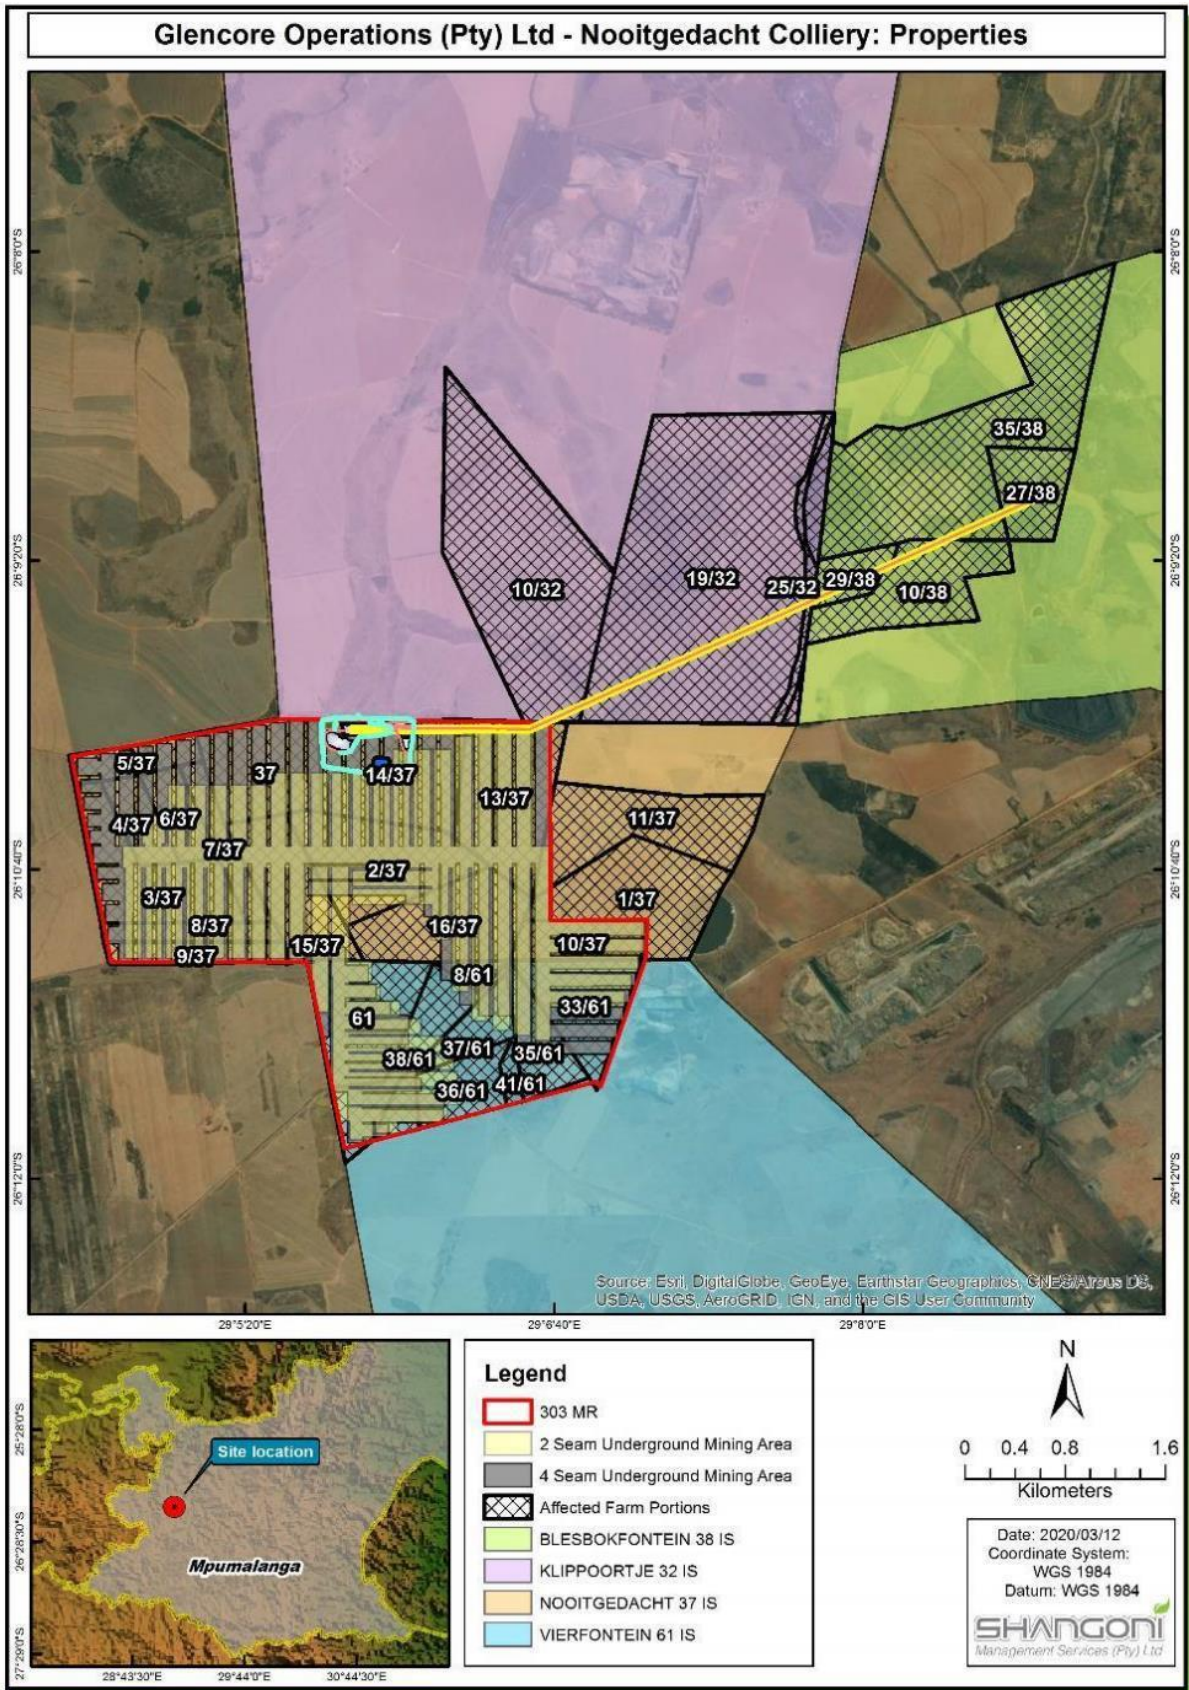 Glencore Operations (Pty) Ltd - Nooitgedacht Colliery: Properties
26°8'0"S
26°8'0"S
35/38
27/38
26°9'20"S
26°9'20"S
10/32
19/32
25/32
29/38
10/38
5/37
37
14/37
13/37
4/37
6/37
11/37
7/37
26°10'40"S
26°10'40"S
2/37
3/37
1/37
8/37
16/37
15/37
10/37
9/37
8/61
33/61
61
38/61
37/61
35/61
36/61
41/61
26°12'0"S
26°12'0"S
Source: Esri, DigitalGlobe, GeoEye, Earthstar Geographics, CNES/Airbus DS,
USDA, USGS, AeroGRID, IGN, and the GIS User Community
29°5'20"E
29°6'40"E
29°8'0"E
25°28'0"S
26°28'30"S
27°29'0"S
Site location
Mpumalanga
28°43'30"E
29°44'0"E
30°44'30"E
Legend
303 MR
2 Seam Underground Mining Area
4 Seam Underground Mining Area
Affected Farm Portions
BLESBOKFONTEIN 38 IS
KLIPPOORTJE 32 IS
NOOITGEDACHT 37 IS
VIERFONTEIN 61 IS
N
0 0.4 0.8 1.6
Kilometers
Date: 2020/03/12
Coordinate System:
WGS 1984
Datum: WGS 1984
SHANGONI
Management Services (Pty) Ltd